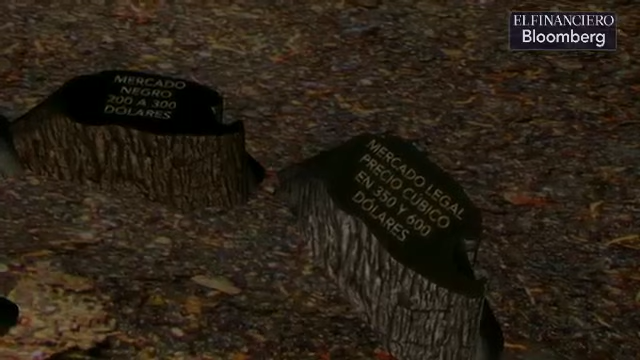 EL FINANCIERO
Bloomberg
MERCADO
NEGRO
200 A 300
DÓLARES
MERCADO LEGAL
PRECIO CÚBICO
EN 350 Y 600
DÓLARES